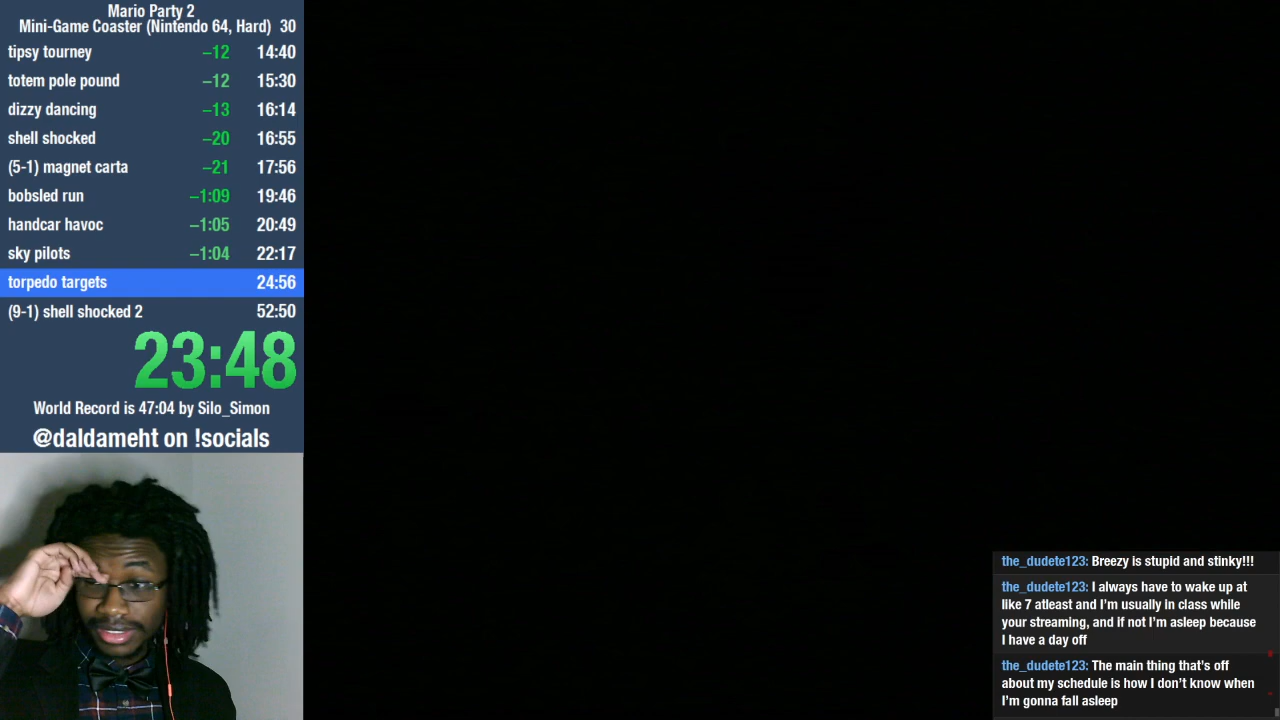 Mario Party 2
Mini-Game Coaster (Nintendo 64, Hard) 30
tipsy tourney –12 14:40
totem pole pound –12 15:30
dizzy dancing –13 16:14
shell shocked –20 16:55
(5-1) magnet carta –21 17:56
bobsled run –1:09 19:46
handcar havoc –1:05 20:49
sky pilots –1:04 22:17
torpedo targets 24:56
(9-1) shell shocked 2 52:50
23:48
World Record is 47:04 by Silo_Simon
@daldameht on !socials
the_dudete123: Breezy is stupid and stinky!!!
the_dudete123: I always have to wake up at
like 7 atleast and I'm usually in class while
your streaming, and if not I'm asleep because
I have a day off
the_dudete123: The main thing that's off
about my schedule is how I don't know when
I'm gonna fall asleep